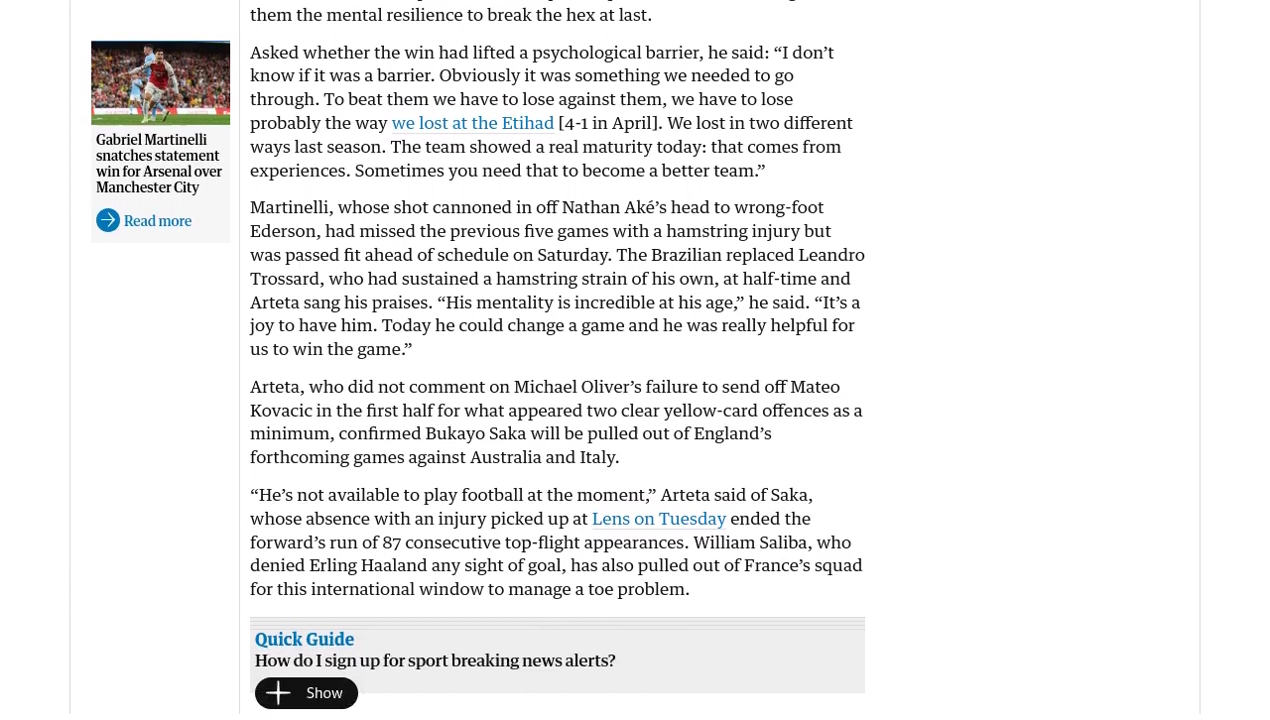 them the mental resilience to break the hex at last.
Asked whether the win had lifted a psychological barrier, he said: “I don’t
know if it was a barrier. Obviously it was something we needed to go
through. To beat them we have to lose against them, we have to lose
probably the way we lost at the Etihad [4-1 in April]. We lost in two different
ways last season. The team showed a real maturity today: that comes from
experiences. Sometimes you need that to become a better team.”
Gabriel Martinelli
snatches statement
win for Arsenal over
Manchester City
Read more
Martinelli, whose shot cannoned in off Nathan Aké’s head to wrong-foot
Ederson, had missed the previous five games with a hamstring injury but
was passed fit ahead of schedule on Saturday. The Brazilian replaced Leandro
Trossard, who had sustained a hamstring strain of his own, at half-time and
Arteta sang his praises. “His mentality is incredible at his age,” he said. “It’s a
joy to have him. Today he could change a game and he was really helpful for
us to win the game.”
Arteta, who did not comment on Michael Oliver’s failure to send off Mateo
Kovacic in the first half for what appeared two clear yellow-card offences as a
minimum, confirmed Bukayo Saka will be pulled out of England’s
forthcoming games against Australia and Italy.
“He’s not available to play football at the moment,” Arteta said of Saka,
whose absence with an injury picked up at Lens on Tuesday ended the
forward’s run of 87 consecutive top-flight appearances. William Saliba, who
denied Erling Haaland any sight of goal, has also pulled out of France’s squad
for this international window to manage a toe problem.
Quick Guide
How do I sign up for sport breaking news alerts?
Show